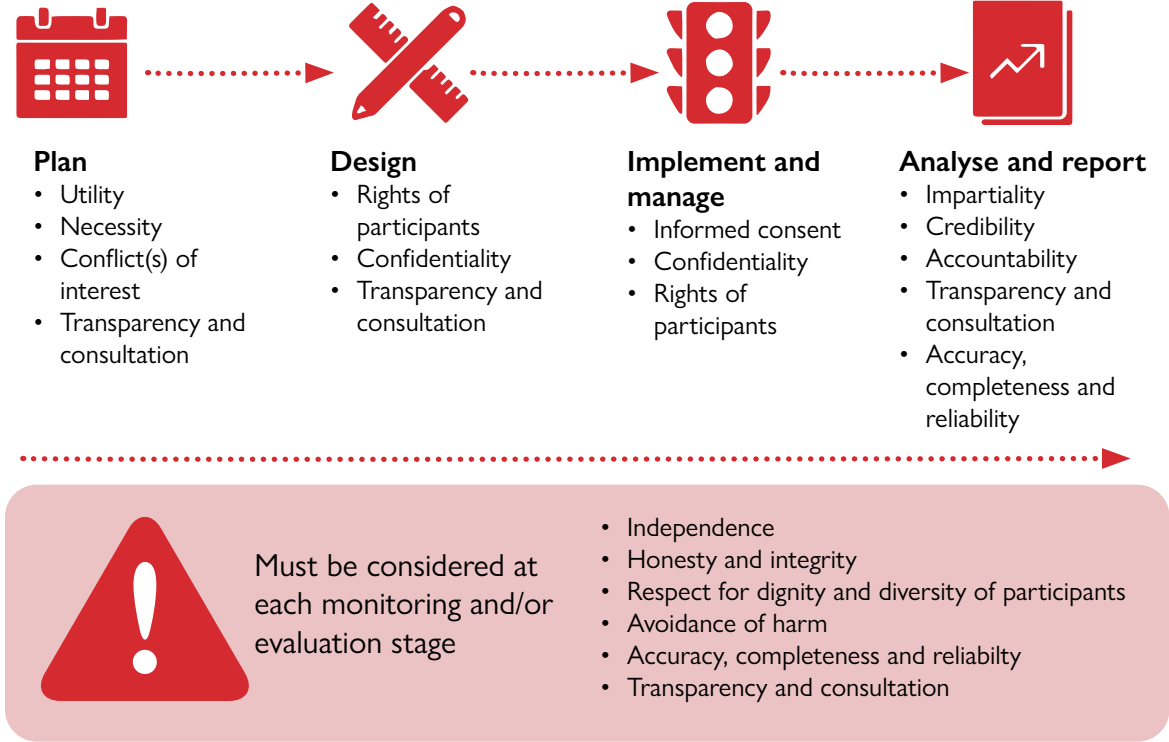 Plan
• Utility
• Necessity
• Conflict(s) of
interest
• Transparency and
consultation
Design
• Rights of
participants
• Confidentiality
• Transparency and
consultation
Implement and
manage
• Informed consent
• Confidentiality
• Rights of
participants
Analyse and report
• Impartiality
• Credibility
• Accountability
• Transparency and
consultation
• Accuracy,
completeness and
reliability
Must be considered at
each monitoring and/or
evaluation stage
• Independence
• Honesty and integrity
• Respect for dignity and diversity of participants
• Avoidance of harm
• Accuracy, completeness and reliabilty
• Transparency and consultation